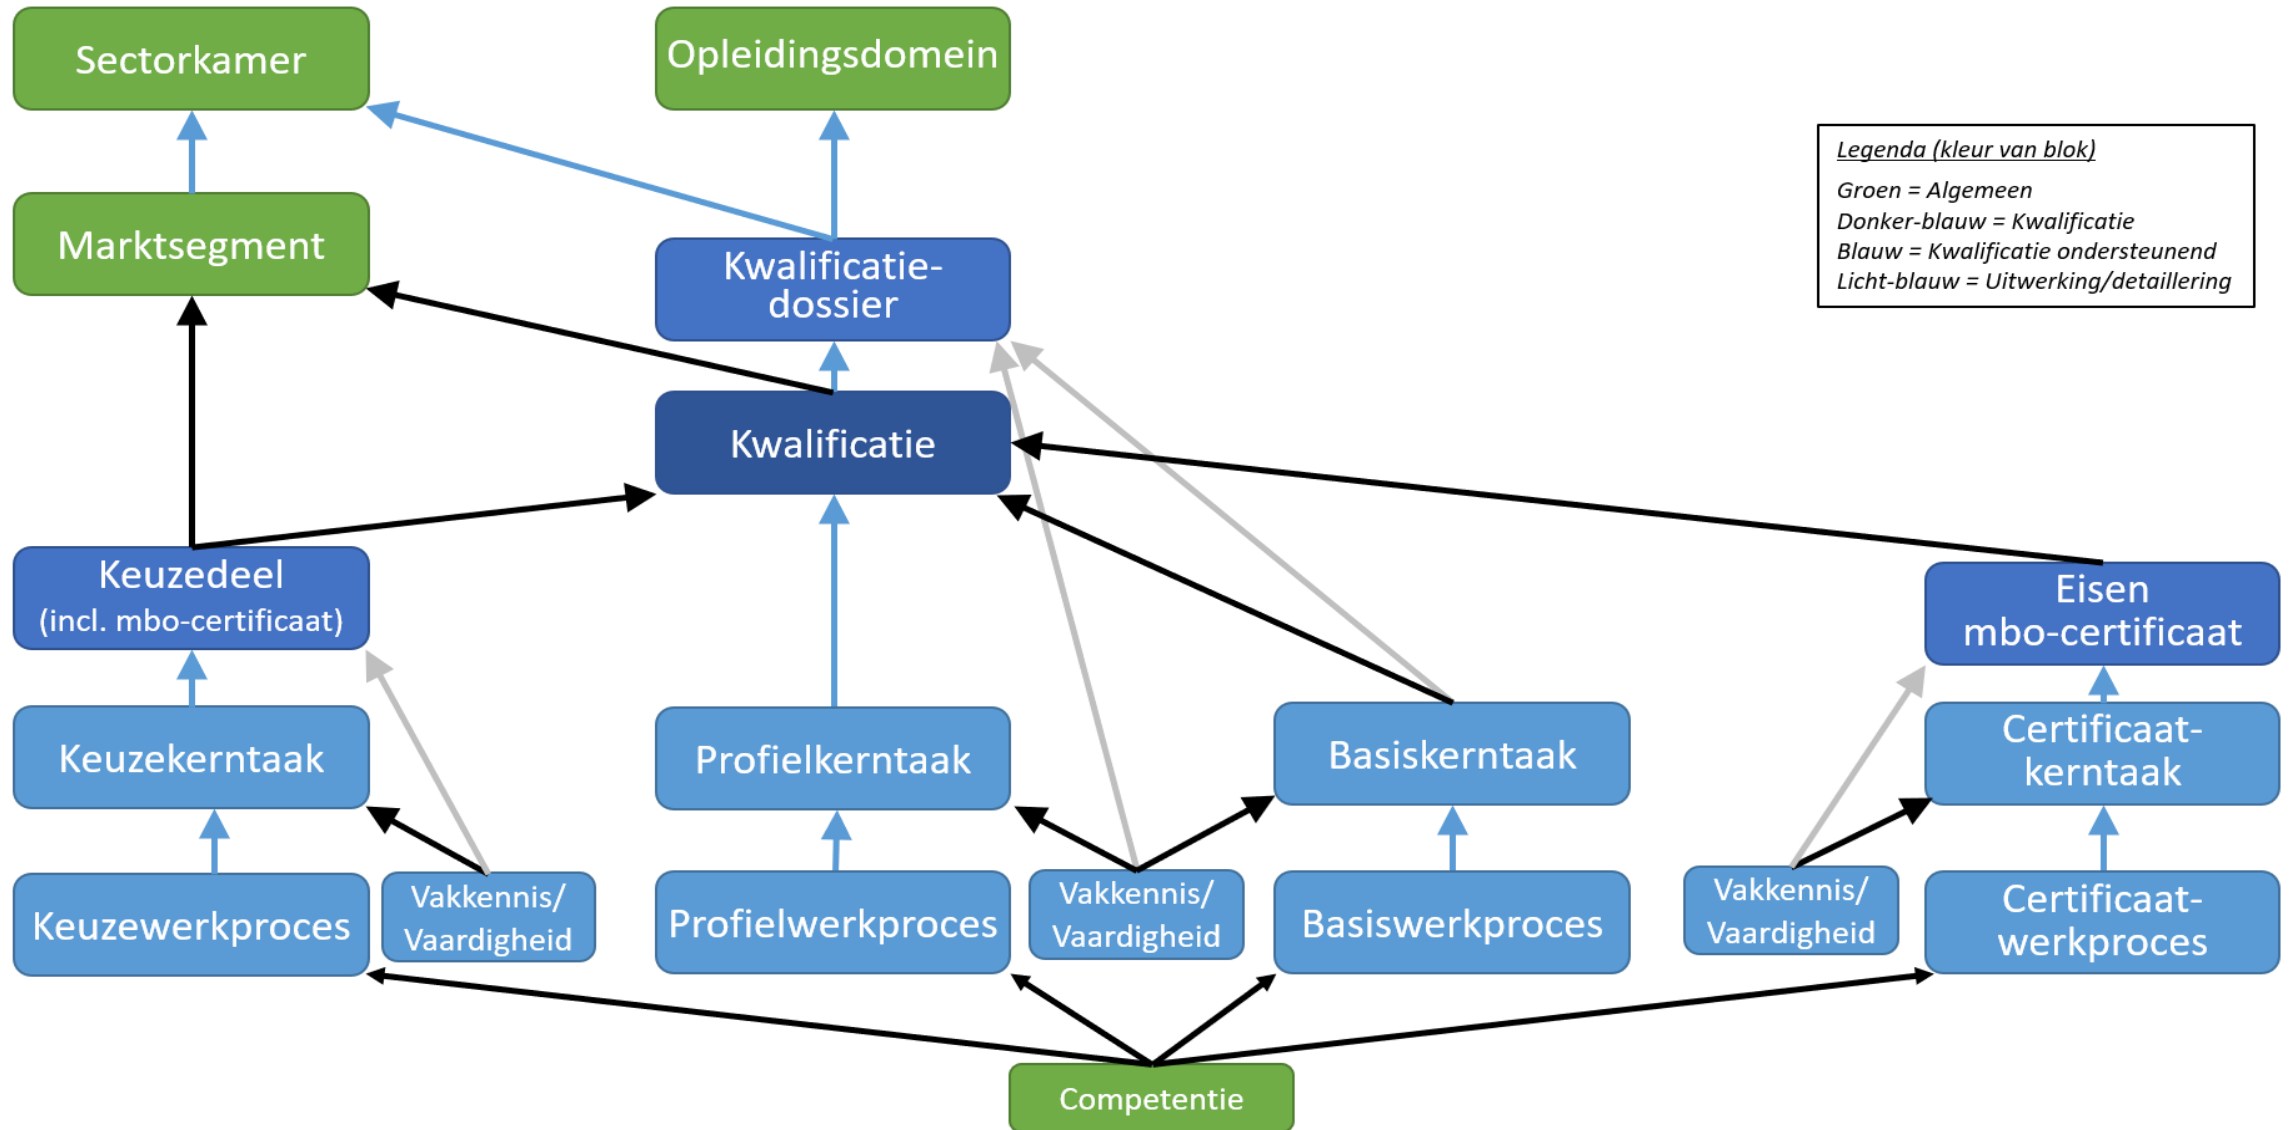 Sectorkamer
Opleidingsdomein
Legenda (kleur van blok)
Groen = Algemeen
Donker-blauw = Kwalificatie
Blauw = Kwalificatie ondersteunend
Licht-blauw = Uitwerking/detaillering
Marktsegment
Kwalificatie-
dossier
Kwalificatie
Keuzedeel
(incl. mbo-certificaat)
Eisen
mbo-certificaat
Keuzekerntaak
Profielkerntaak
Basiskerntaak
Certificaat-
kerntaak
Keuzewerkproces
Vakkennis/
Vaardigheid
Profielwerkproces
Vakkennis/
Vaardigheid
Basiswerkproces
Vakkennis/
Vaardigheid
Certificaat-
werkproces
Competentie